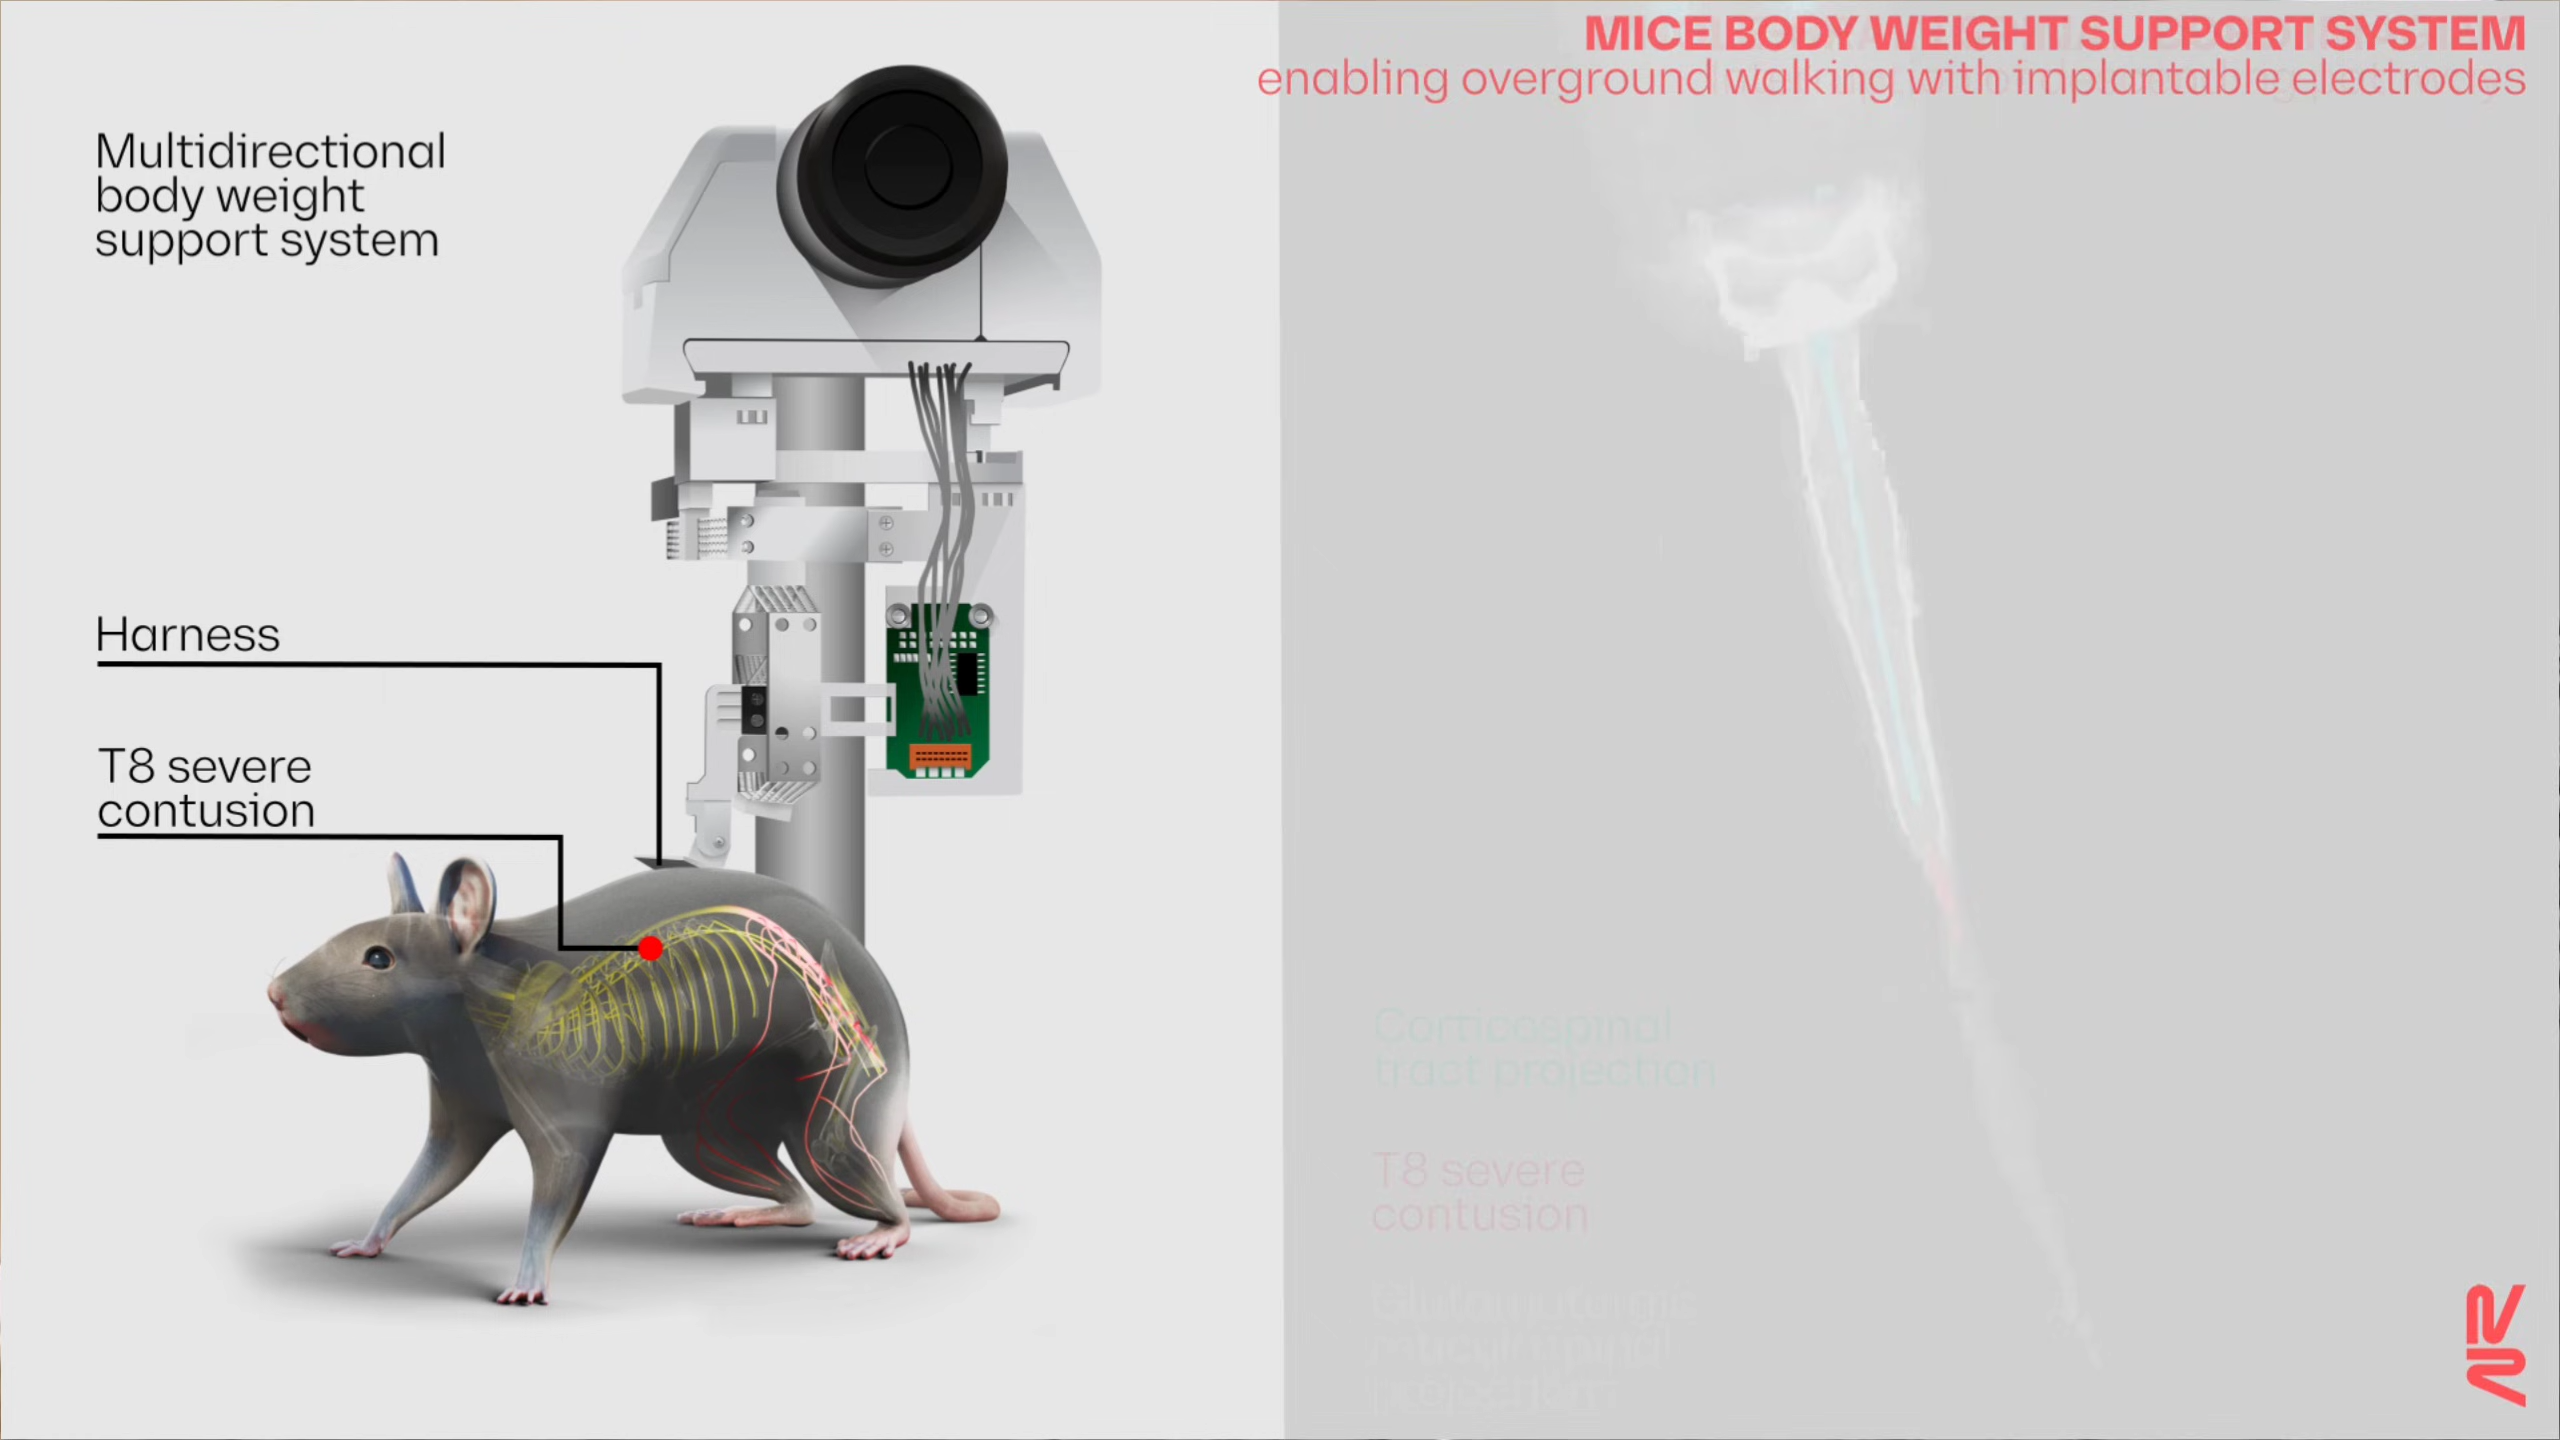 MICE BODY WEIGHT SUPPORT SYSTEM
enabling overground walking with implantable electrodes
Multidirectional
body weight
support system
Harness
T8 severe
contusion
Corticospinal
tract projection
T8 severe
contusion